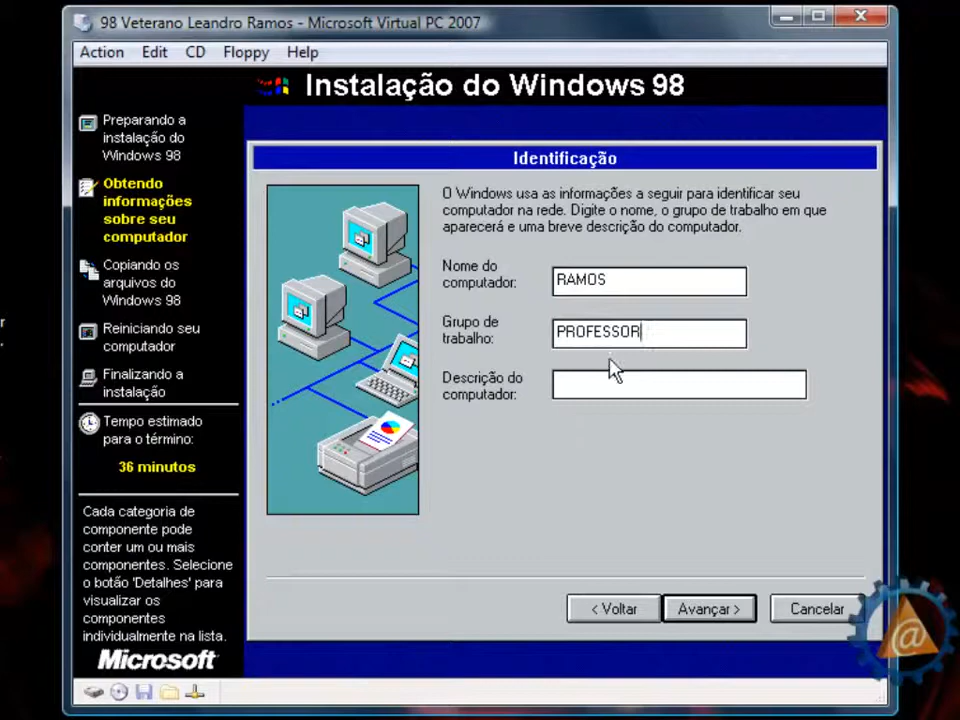 98 Veterano Leandro Ramos - Microsoft Virtual PC 2007
Action Edit CD Floppy Help
Instalação do Windows 98
Preparando a
instalação do
Windows 98
Obtendo
informações
sobre seu
computador
Copiando os
arquivos do
Windows 98
Reiniciando seu
computador
Finalizando a
instalação
Tempo estimado
para o término:
36 minutos
Cada categoria de
componente pode
conter um ou mais
componentes. Selecione
o botão 'Detalhes' para
visualizar os
componentes
individualmente na lista.
Microsoft
Identificação
O Windows usa as informações a seguir para identificar seu
computador na rede. Digite o nome, o grupo de trabalho em que
aparecerá e uma breve descrição do computador.
Nome do
computador:
RAMOS
Grupo de
trabalho:
PROFESSOR
Descrição do
computador:
< Voltar
Avançar >
Cancelar
@